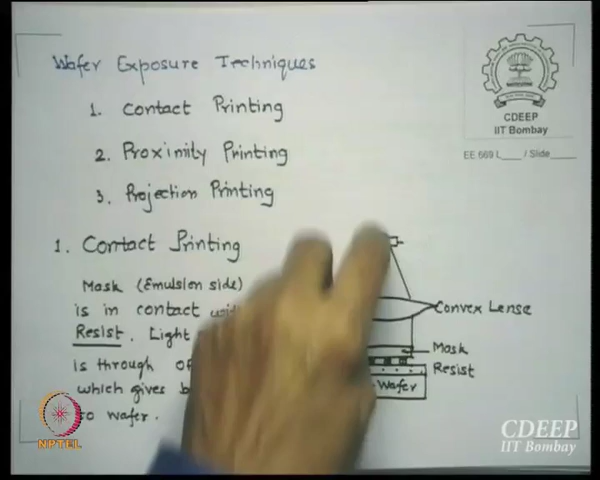 Wafer Exposure Techniques
1. Contact Printing
2. Proximity Printing
3. Projection Printing
1. Contact Printing
Mask (Emulsion side)
is in contact
Resist. Light
is through
which gives
to wafer.
Convex Lense
Mask
Resist
Wafer
CDEEP
IIT Bombay
EE 669 L___ / Slide____
NPTEL
CDEEP
IIT Bombay